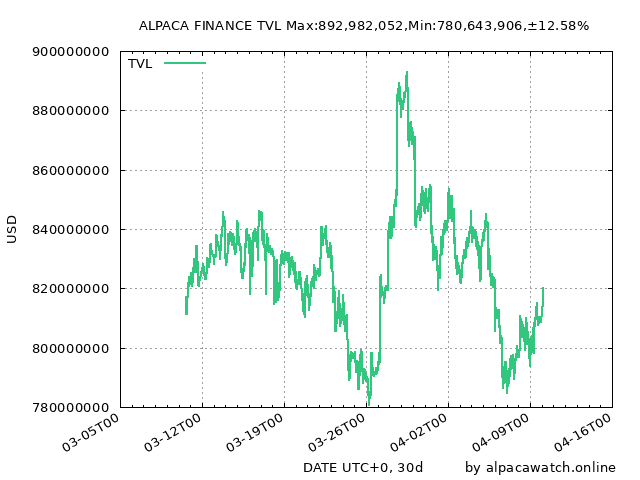 ALPACA FINANCE TVL Max:892,982,052,Min:780,643,906,±12.58%
900000000
TVL
880000000
860000000
840000000
USD
820000000
800000000
780000000
03-05T00 03-12T00 03-19T00 03-26T00 04-02T00 04-09T00 04-16T00
DATE UTC+0, 30d by alpacawatch.online